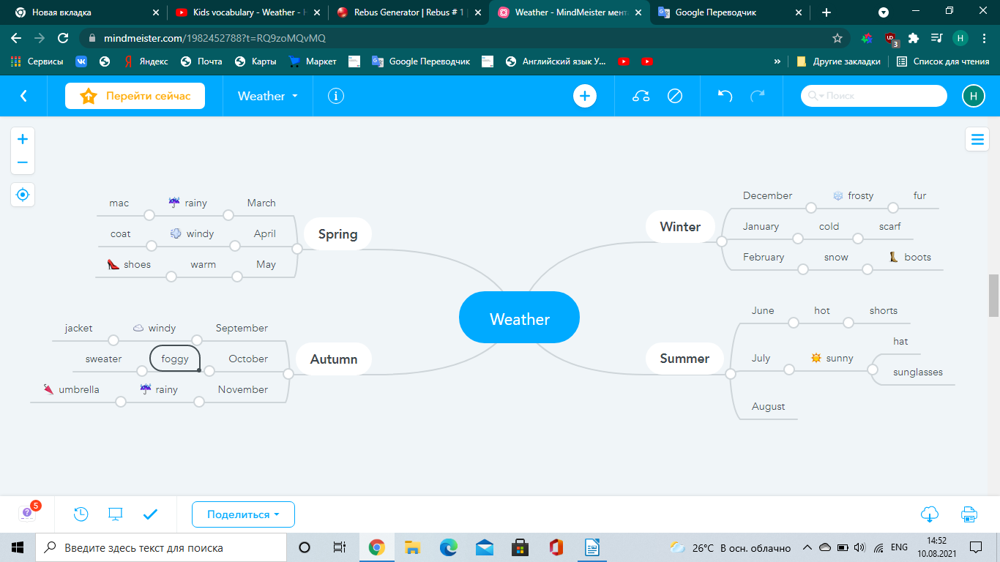 Новая вкладка
Kids vocabulary - Weather - H
Rebus Generator | Rebus # 1 |
Weather - MindMeister мента
Google Переводчик
mindmeister.com/1982452788?t=RQ9zoMQvMQ
3
H
Сервисы
Яндекс
Почта
Карты
Маркет
Google Переводчик
Английский язык У...
»
Другие закладки
Список для чтения
Перейти сейчас
Weather
Поиск
H
mac rainy March
coat windy April
shoes warm May
Spring
jacket windy September
sweater foggy October
umbrella rainy November
Autumn
Weather
Winter
December frosty fur
January cold scarf
February snow boots
Summer
June hot shorts
July sunny hat
sunglasses
August
5
Поделиться
Введите здесь текст для поиска
26°C В осн. облачно
ENG
14:52
10.08.2021